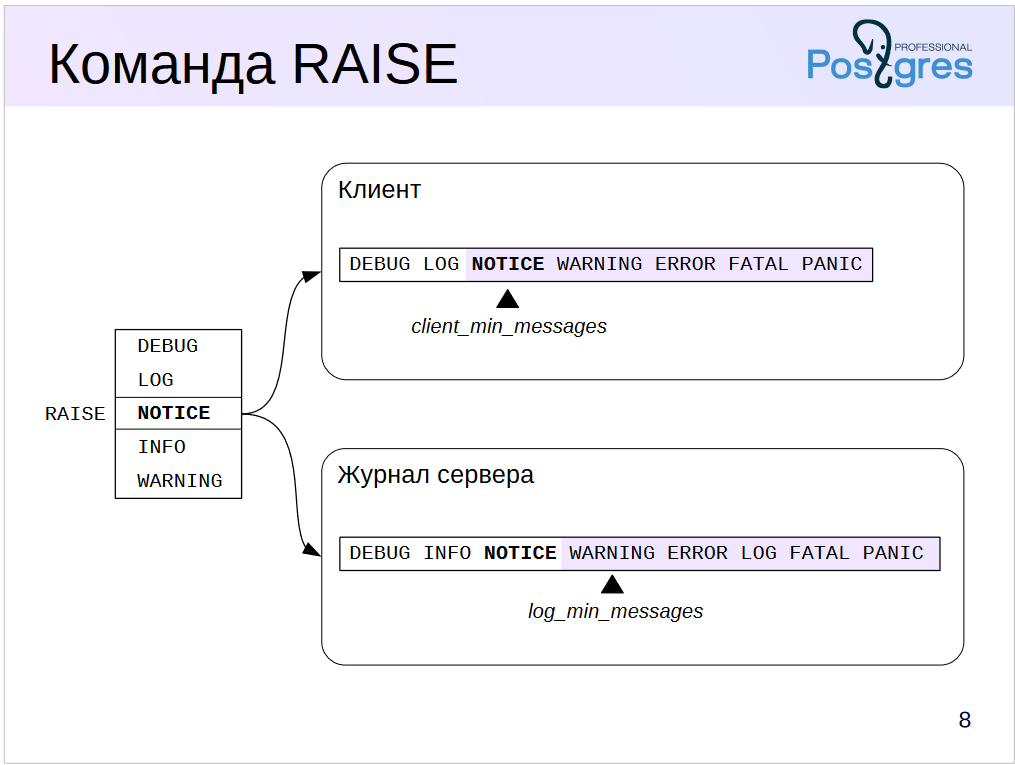 Команда RAISE
PROFESSIONAL
Postgres
Клиент
DEBUG LOG NOTICE WARNING ERROR FATAL PANIC
client_min_messages
DEBUG
LOG
RAISE NOTICE
INFO
WARNING
Журнал сервера
DEBUG INFO NOTICE WARNING ERROR LOG FATAL PANIC
log_min_messages
8